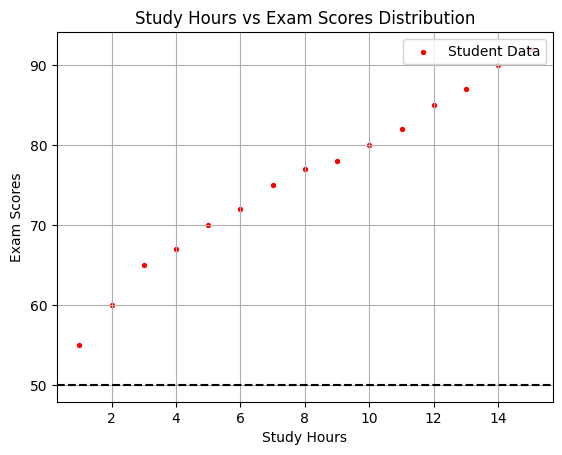 Study Hours vs Exam Scores Distribution
Student Data
90
80
70
60
50
Exam Scores
2 4 6 8 10 12 14
Study Hours